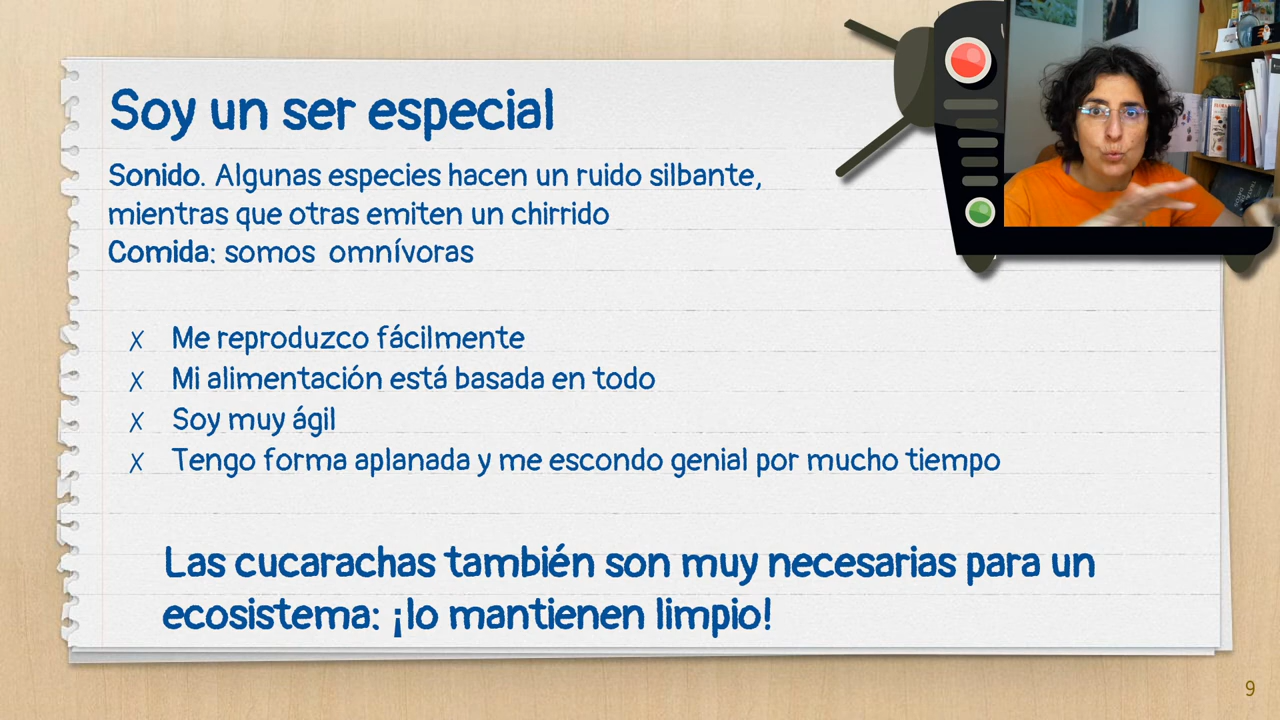 Soy un ser especial
Sonido. Algunas especies hacen un ruido silbante,
mientras que otras emiten un chirrido
Comida: somos omnívoras
x Me reproduzco fácilmente
x Mi alimentación está basada en todo
x Soy muy ágil
x Tengo forma aplanada y me escondo genial por mucho tiempo
Las cucarachas también son muy necesarias para un
ecosistema: ¡lo mantienen limpio!
9